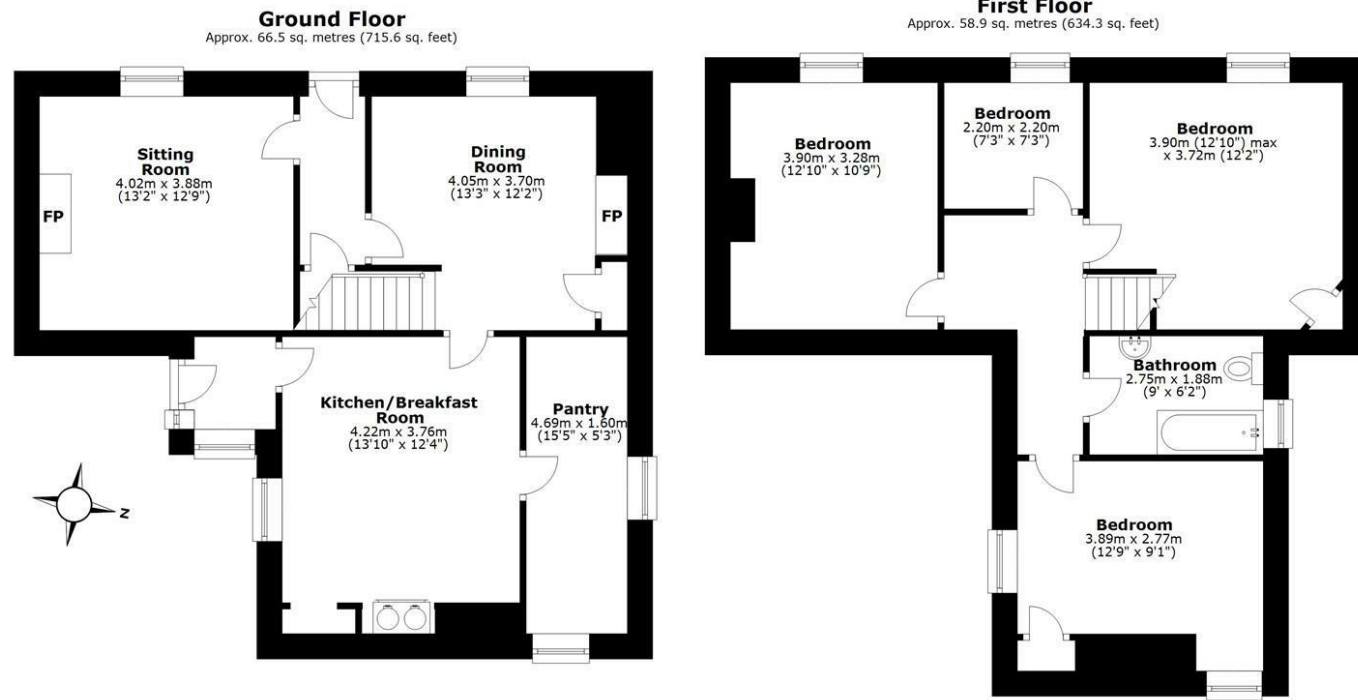 Ground Floor
Approx. 66.5 sq. metres (715.6 sq. feet)
Sitting
Room
4.02m x 3.88m
(13'2" x 12'9")
FP
Dining
Room
4.05m x 3.70m
(13'3" x 12'2")
FP
Kitchen/Breakfast
Room
4.22m x 3.76m
(13'10" x 12'4")
Pantry
4.69m x 1.60m
(15'5" x 5'3")
N
First Floor
Approx. 58.9 sq. metres (634.3 sq. feet)
Bedroom
3.90m x 3.28m
(12'10" x 10'9")
Bedroom
2.20m x 2.20m
(7'3" x 7'3")
Bedroom
3.90m (12'10") max
x 3.72m (12'2")
Bathroom
2.75m x 1.88m
(9' x 6'2")
Bedroom
3.89m x 2.77m
(12'9" x 9'1")